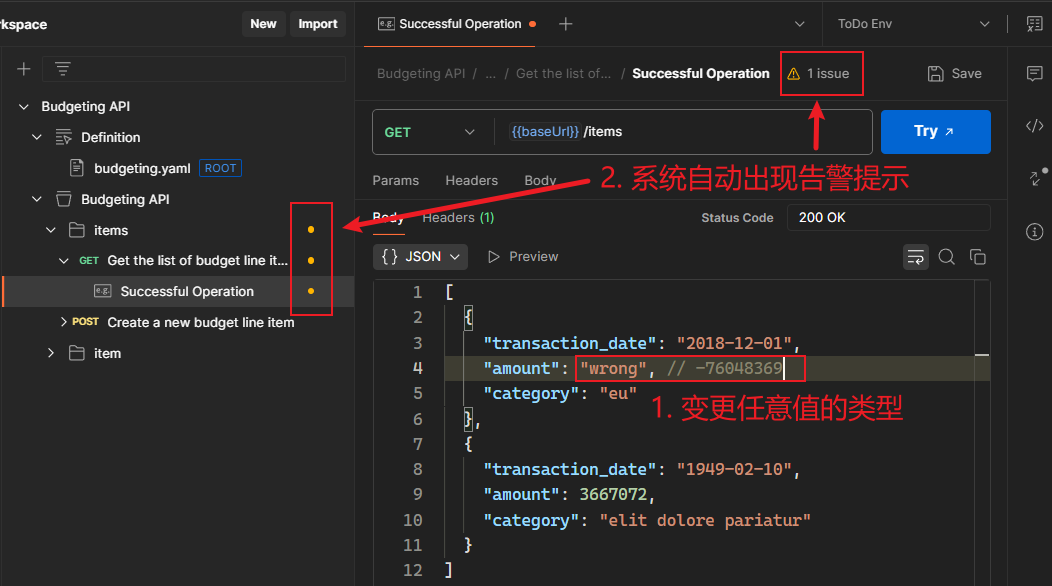 kspace
New
Import
e.g. Successful Operation
ToDo Env
Budgeting API / ... / Get the list of... / Successful Operation
1 issue
Save
Budgeting API
Definition
budgeting.yaml ROOT
Budgeting API
items
GET Get the list of budget line it...
e.g. Successful Operation
POST Create a new budget line item
item
GET
{{baseUrl}} /items
Try
Params Headers Body
2. 系统自动出现告警提示
Body Headers (1)
Status Code 200 OK
{} JSON
Preview
1 [
2 {
3 "transaction_date": "2018-12-01",
4 "amount": "wrong", // -76048369
5 "category": "eu"
6 },
7 {
8 "transaction_date": "1949-02-10",
9 "amount": 3667072,
10 "category": "elit dolore pariatur"
11 }
12 ]
1. 变更任意值的类型